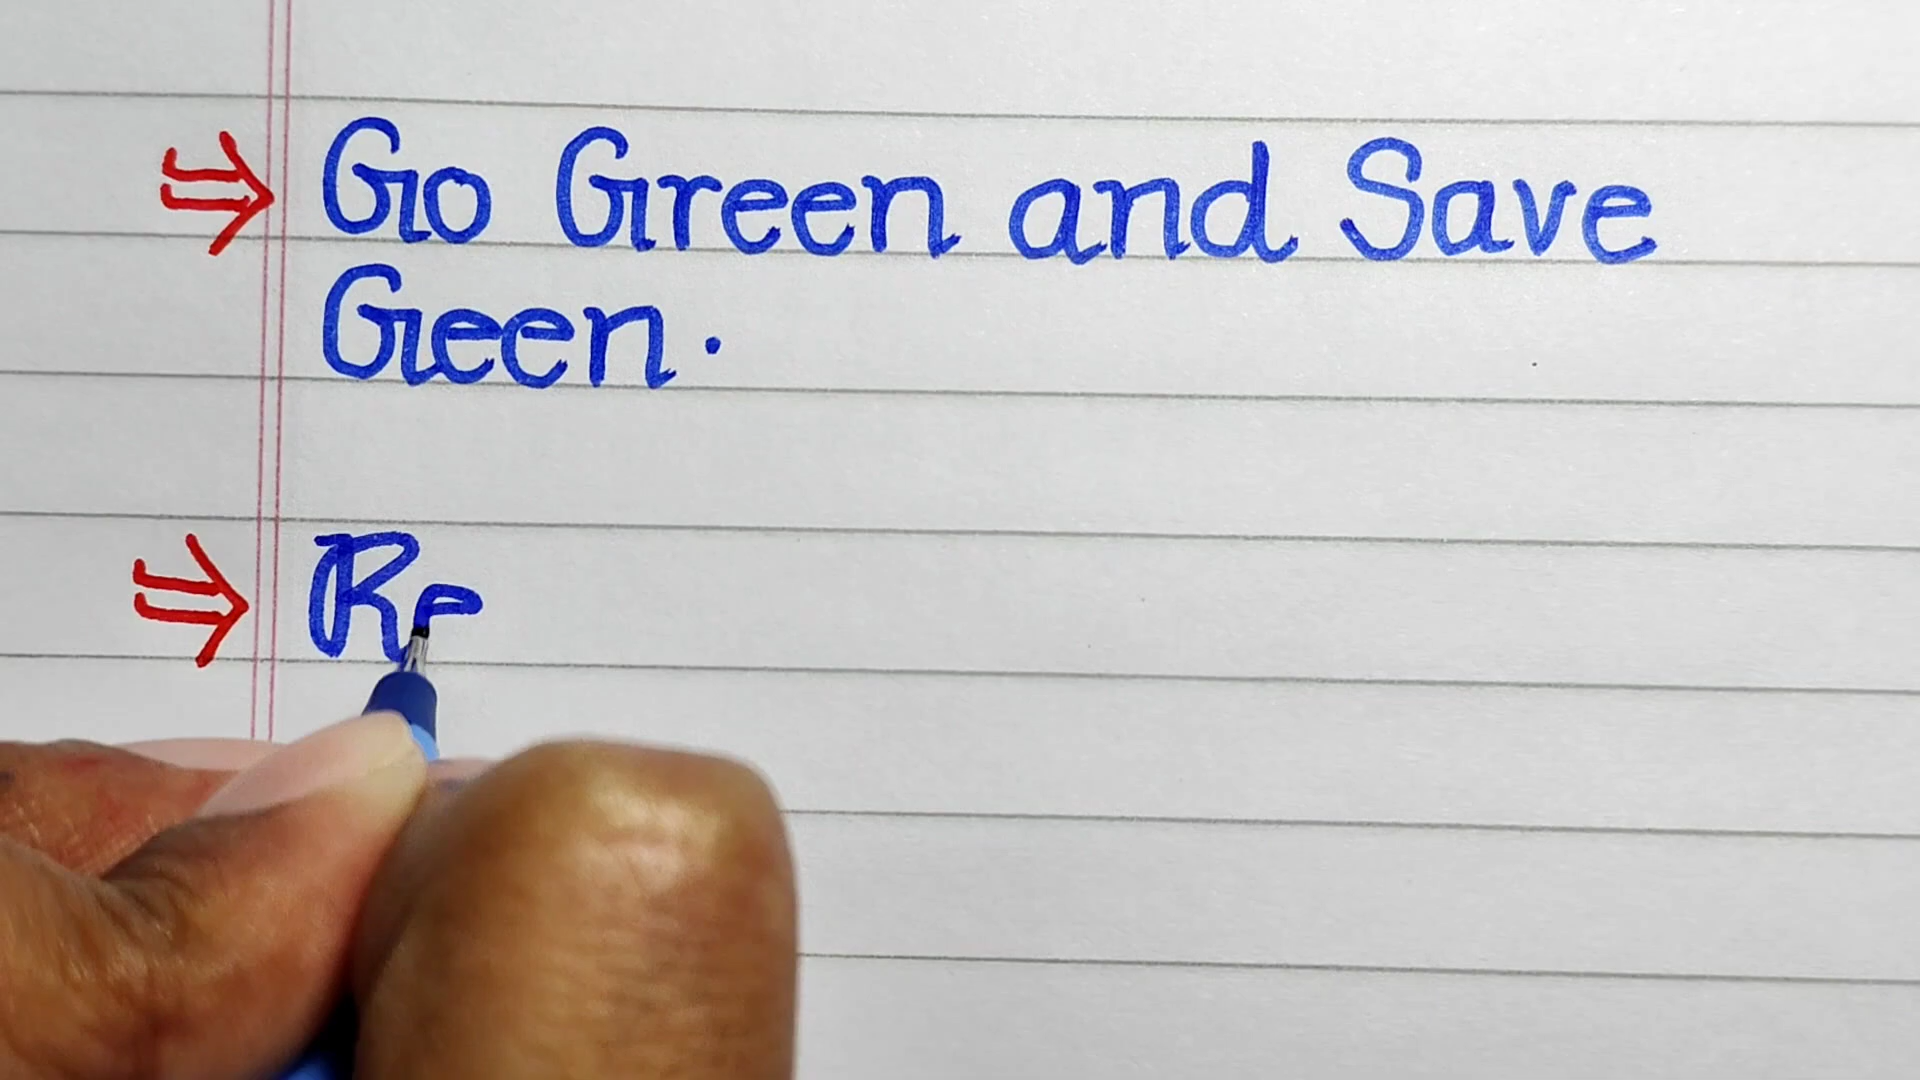 ⇒ Go Green and Save
Geen.
⇒ Re